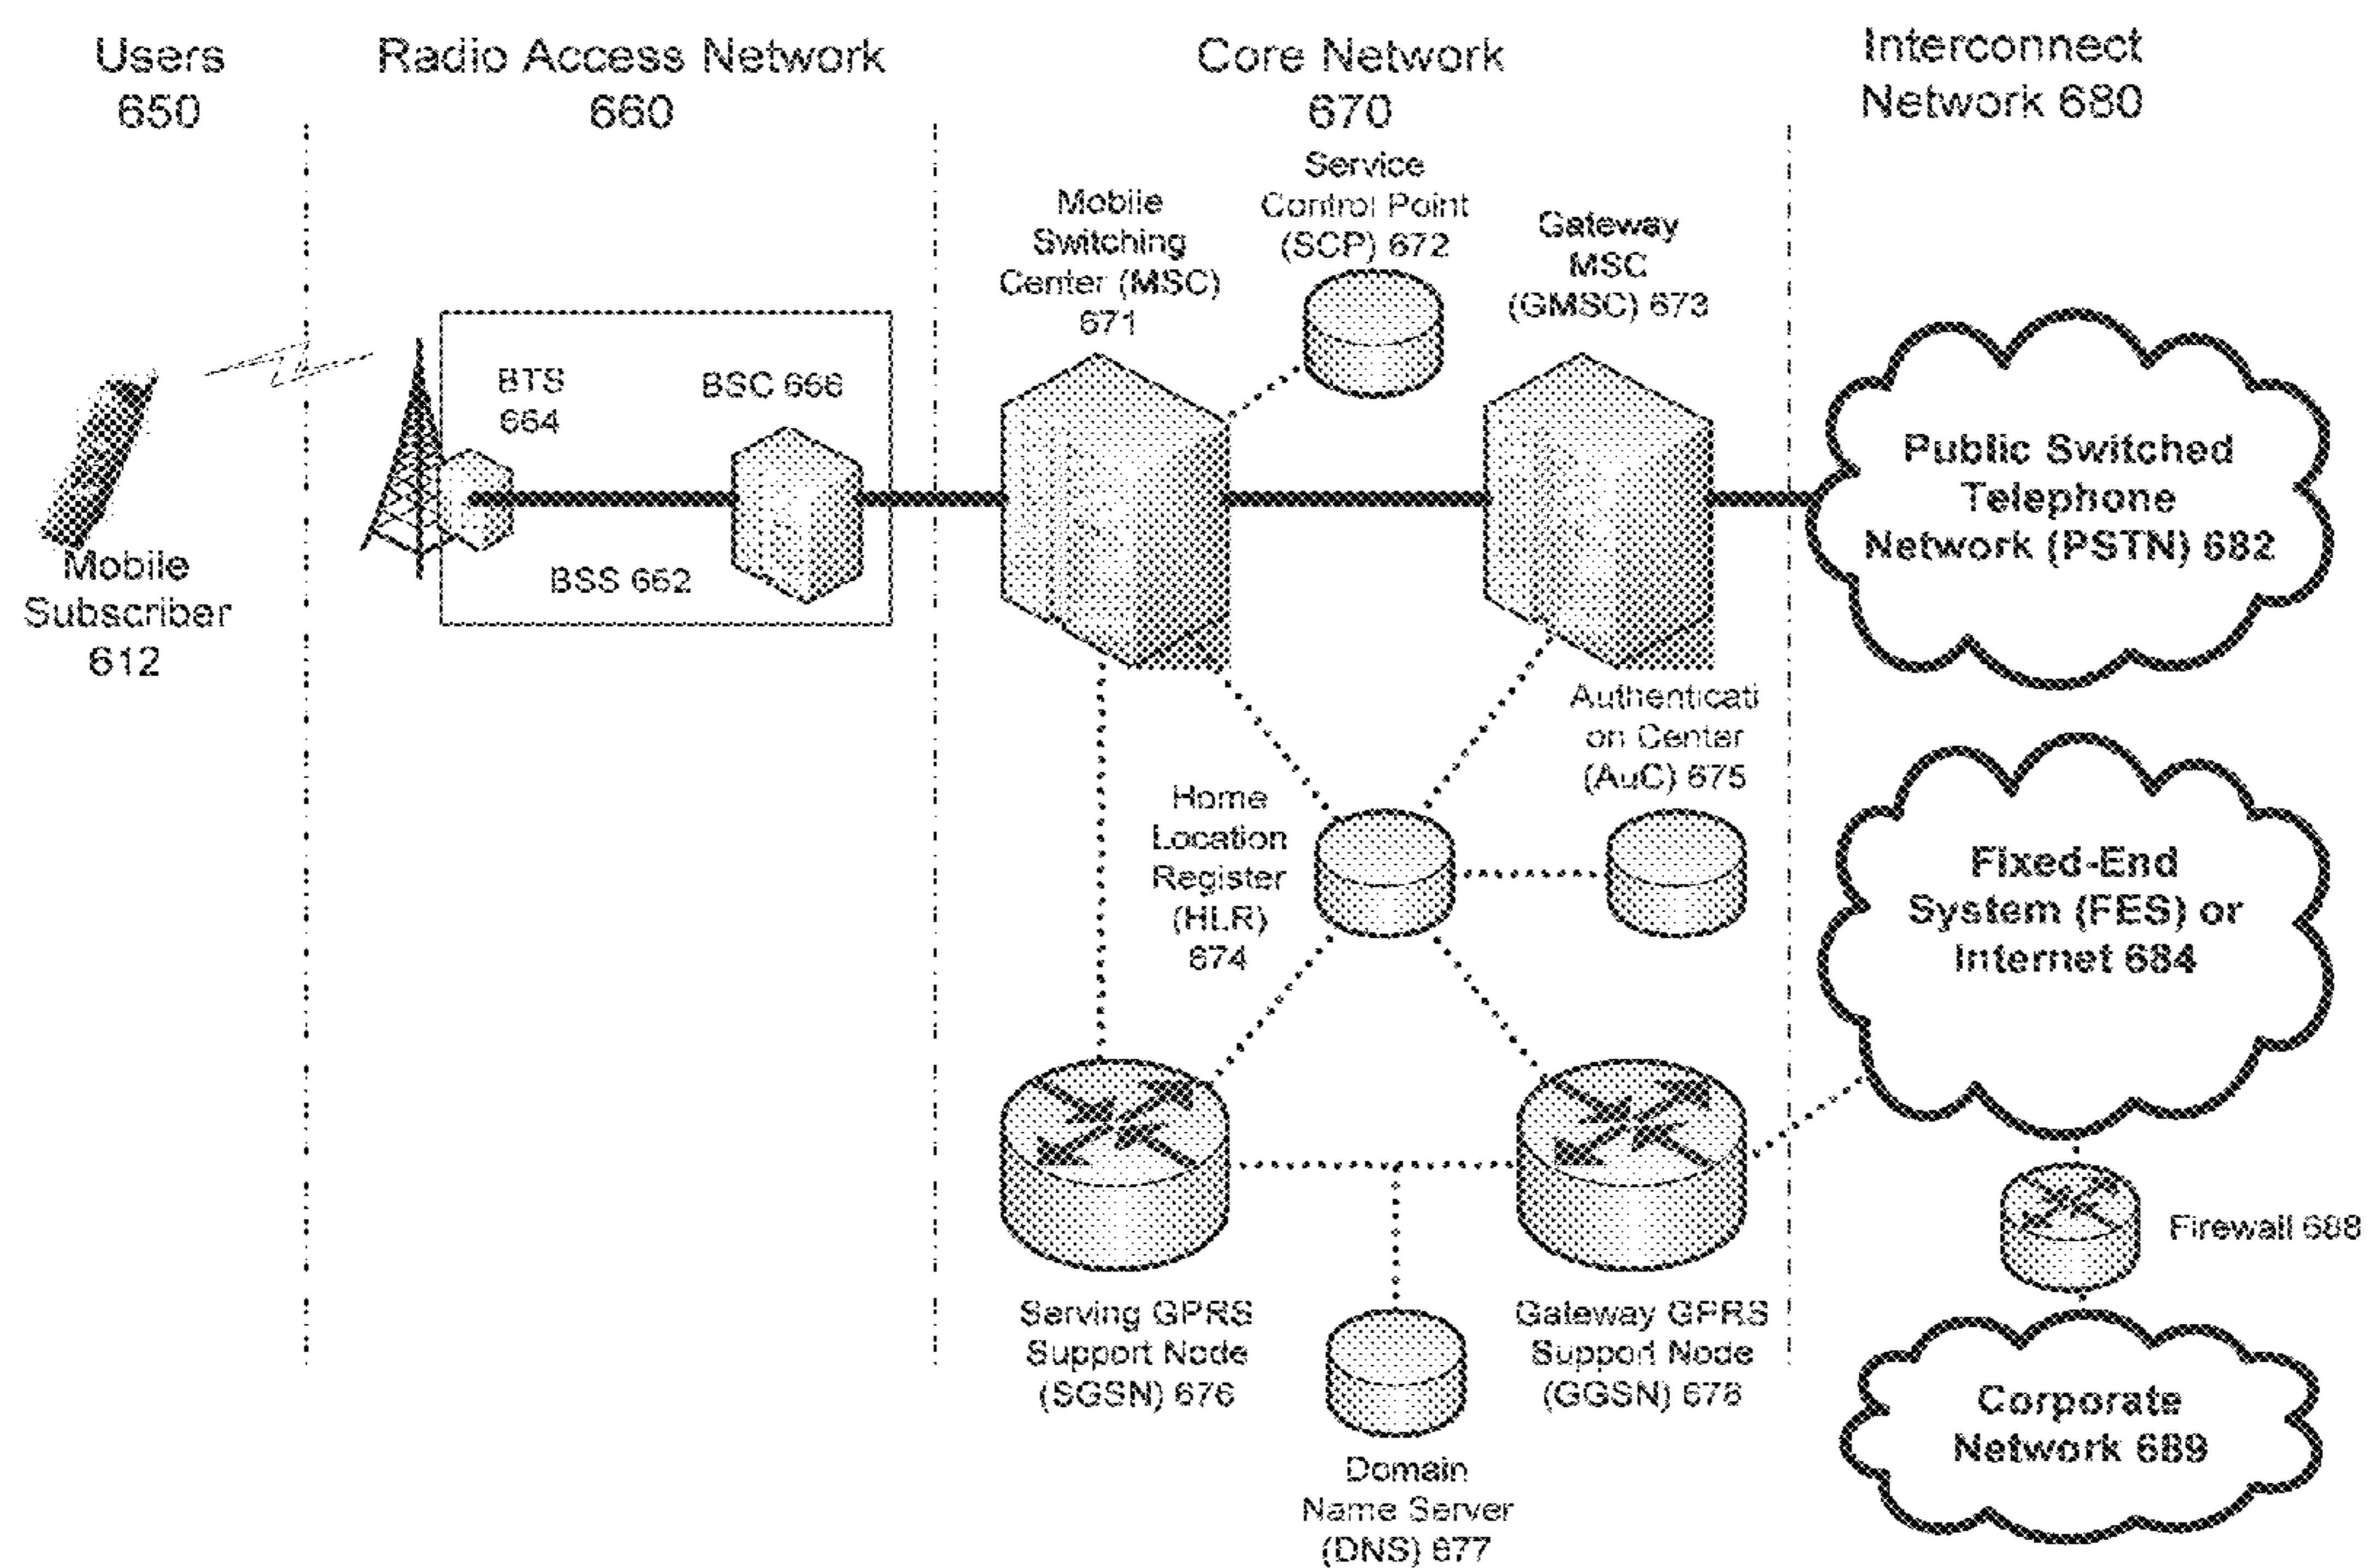 Users
650
Radio Access Network
660
Core Network
670
Interconnect
Network 680
Service
Control Point
(SCP) 672
Mobile
Switching
Center (MSC)
671
Gateway
MSC
(GMSC) 673
BTS
664
BSC 666
BSS 662
Mobile
Subscriber
612
Public Switched
Telephone
Network (PSTN) 682
Authenticati
on Center
(AuC) 675
Home
Location
Register
(HLR)
674
Fixed-End
System (FES) or
Internet 684
Firewall 688
Serving GPRS
Support Node
(SGSN) 676
Gateway GPRS
Support Node
(GGSN) 678
Corporate
Network 689
Domain
Name Server
(DNS) 677